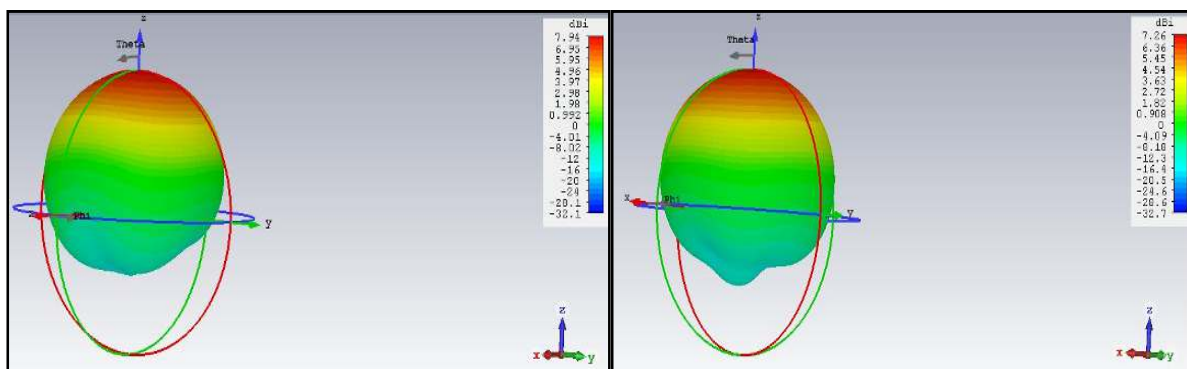 z
Theta
Phi
y
dBi
7.94
6.95
5.95
4.96
3.97
2.98
1.98
0.992
0
-4.01
-8.02
-12
-16
-20
-24
-28.1
-32.1
z
x
y
z
Theta
x
Phi
y
dBi
7.26
6.36
5.45
4.54
3.63
2.72
1.82
0.908
0
-4.09
-8.18
-12.3
-16.4
-20.5
-24.6
-28.6
-32.7
z
x
y